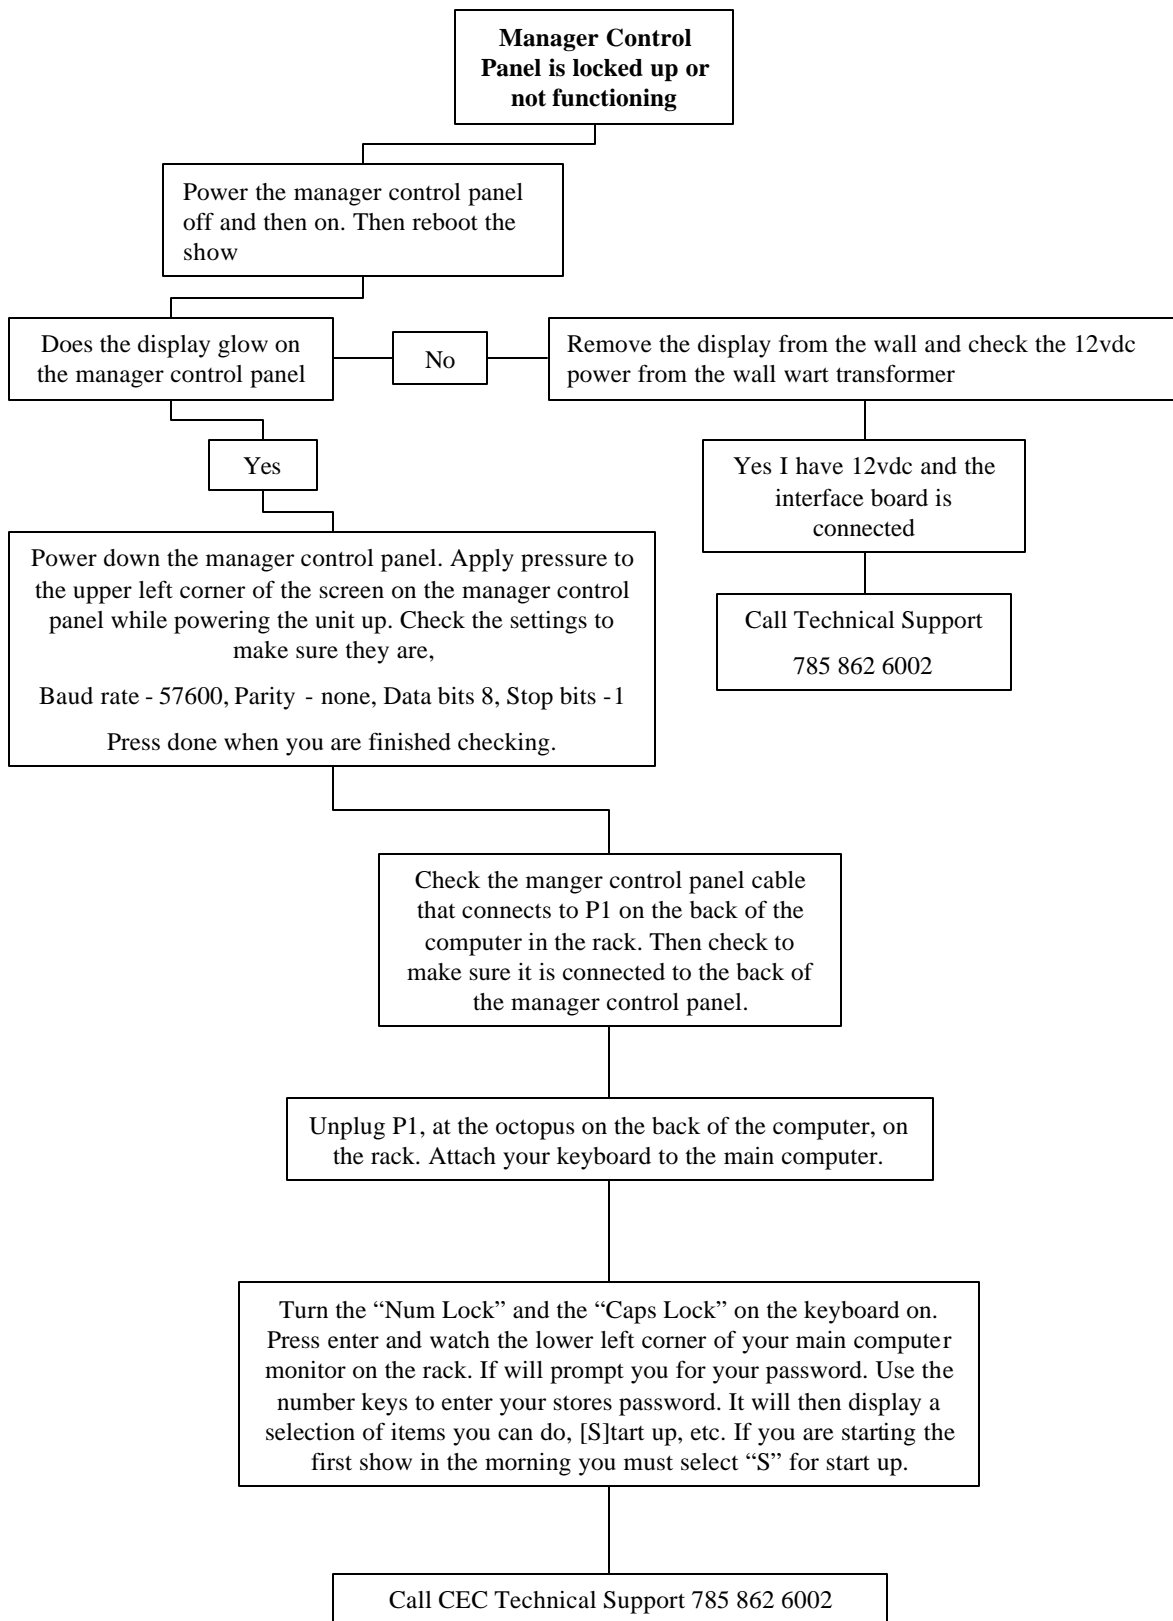 Manager Control
Panel is locked up or
not functioning
Power the manager control panel
off and then on. Then reboot the
show
Does the display glow on
the manager control panel
No
Remove the display from the wall and check the 12vdc
power from the wall wart transformer
Yes
Yes I have 12vdc and the
interface board is
connected
Power down the manager control panel. Apply pressure to
the upper left corner of the screen on the manager control
panel while powering the unit up. Check the settings to
make sure they are,
Baud rate - 57600, Parity - none, Data bits 8, Stop bits -1
Press done when you are finished checking.
Call Technical Support
785 862 6002
Check the manger control panel cable
that connects to P1 on the back of the
computer in the rack. Then check to
make sure it is connected to the back of
the manager control panel.
Unplug P1, at the octopus on the back of the computer, on
the rack. Attach your keyboard to the main computer.
Turn the “Num Lock” and the “Caps Lock” on the keyboard on.
Press enter and watch the lower left corner of your main computer
monitor on the rack. If will prompt you for your password. Use the
number keys to enter your stores password. It will then display a
selection of items you can do, [S]tart up, etc. If you are starting the
first show in the morning you must select “S” for start up.
Call CEC Technical Support 785 862 6002